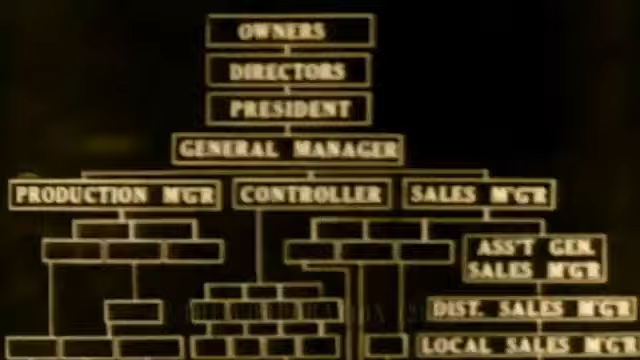 OWNERS
DIRECTORS
PRESIDENT
GENERAL MANAGER
PRODUCTION M'G'R
CONTROLLER
SALES M'G'R
ASS'T GEN.
SALES M'G'R
DIST. SALES M'G'R
LOCAL SALES M'G'R